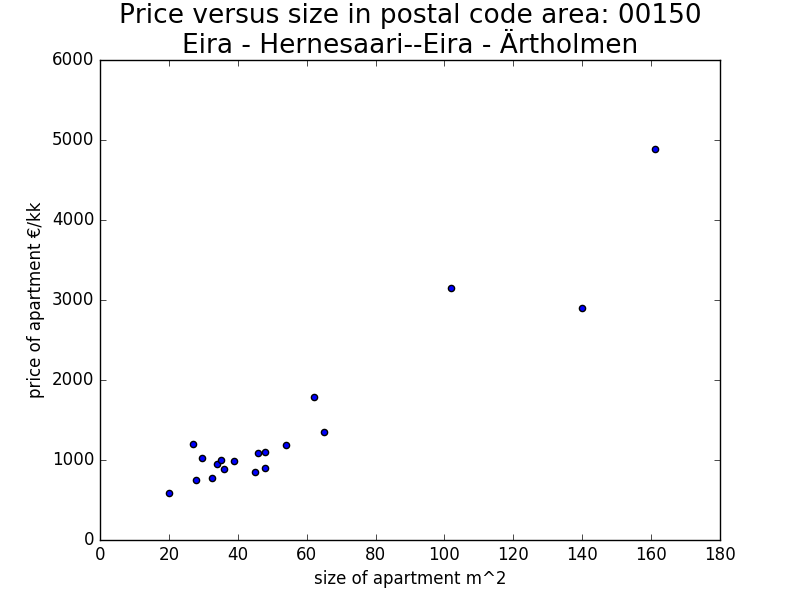 Price versus size in postal code area: 00150
Eira - Hernesaari--Eira - Ärtholmen
6000
5000
4000
3000
2000
1000
0
price of apartment €/kk
0 20 40 60 80 100 120 140 160 180
size of apartment m^2